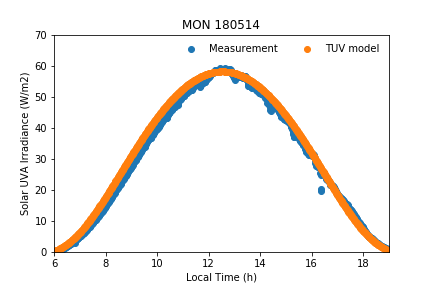 MON 180514
Measurement TUV model
Solar UVA Irradiance (W/m2)
70
60
50
40
30
20
10
0
6 8 10 12 14 16 18
Local Time (h)